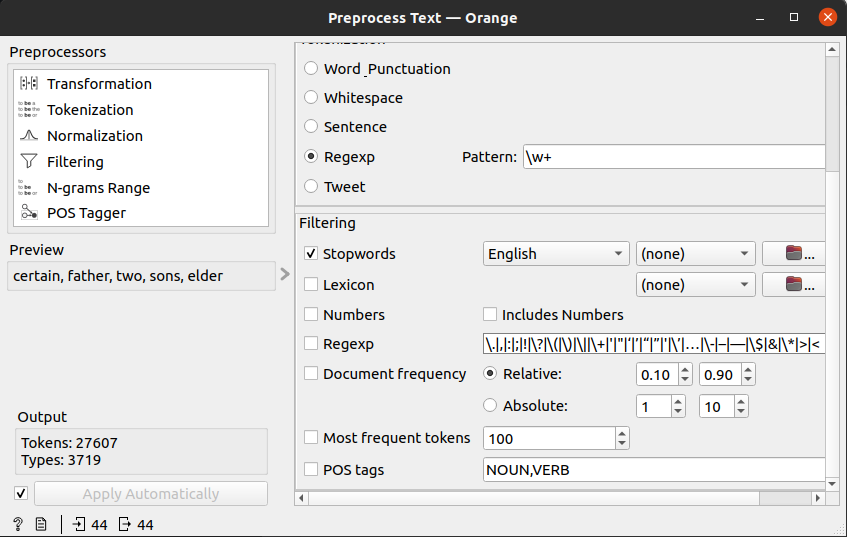 Preprocess Text — Orange
Preprocessors
Transformation
Tokenization
Normalization
Filtering
N-grams Range
POS Tagger
Preview
certain, father, two, sons, elder
Output
Tokens: 27607
Types: 3719
Apply Automatically
? 44 44
Word_Punctuation
Whitespace
Sentence
Regexp Pattern: \w+
Tweet
Filtering
Stopwords English (none) ...
Lexicon (none) ...
Numbers Includes Numbers
Regexp \.|,|:|;|!|\?|\(|\)|\||\+|'|"|‘|’|“|”|'|\’|…|\-|–|—|\$|&|\*|>|<
Document frequency Relative: 0.10 0.90
Absolute: 1 10
Most frequent tokens 100
POS tags NOUN,VERB